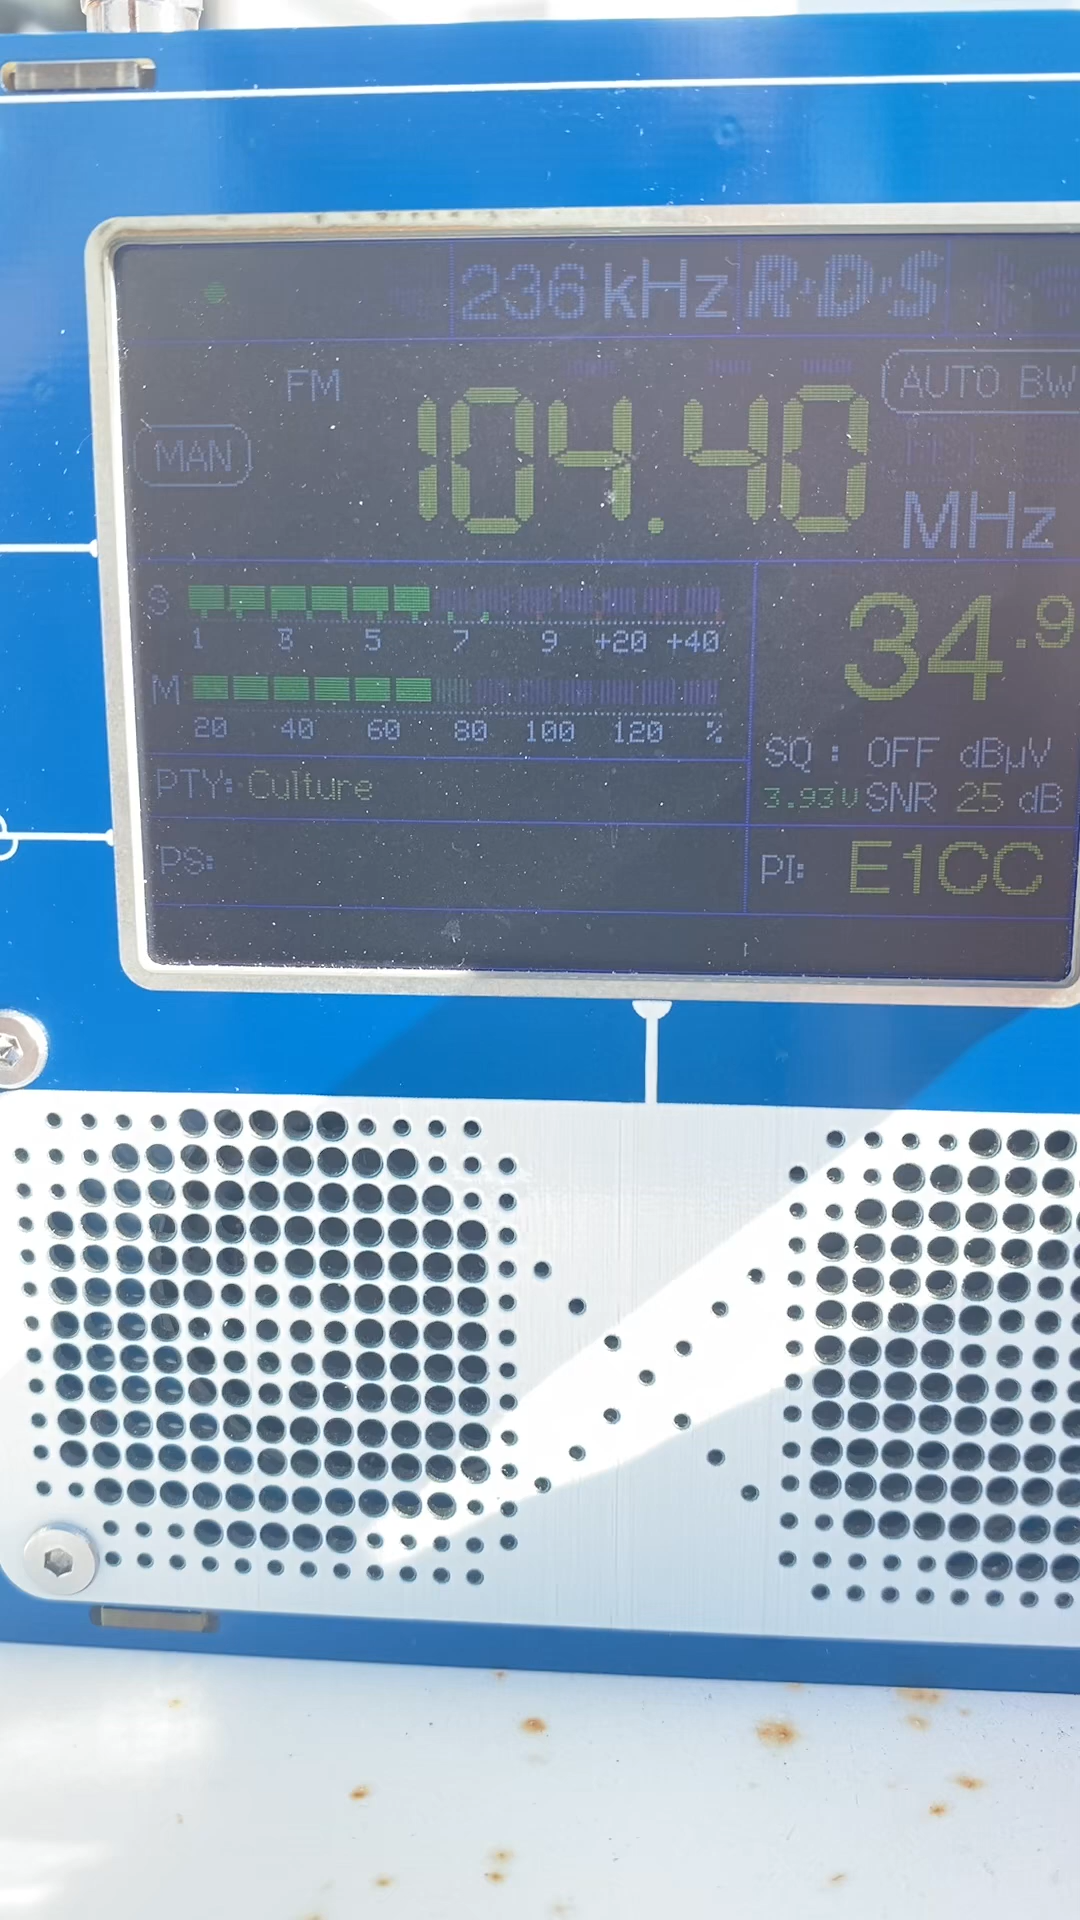 236 kHz R·D·S
FM
AUTO BW
MAN
104.40
MHz
S
1 3 5 7 9 +20 +40
34.9
M
20 40 60 80 100 120 %
SQ : OFF dBµV
PTY: Culture
3.93V SNR 25 dB
PS:
PI: E1CC